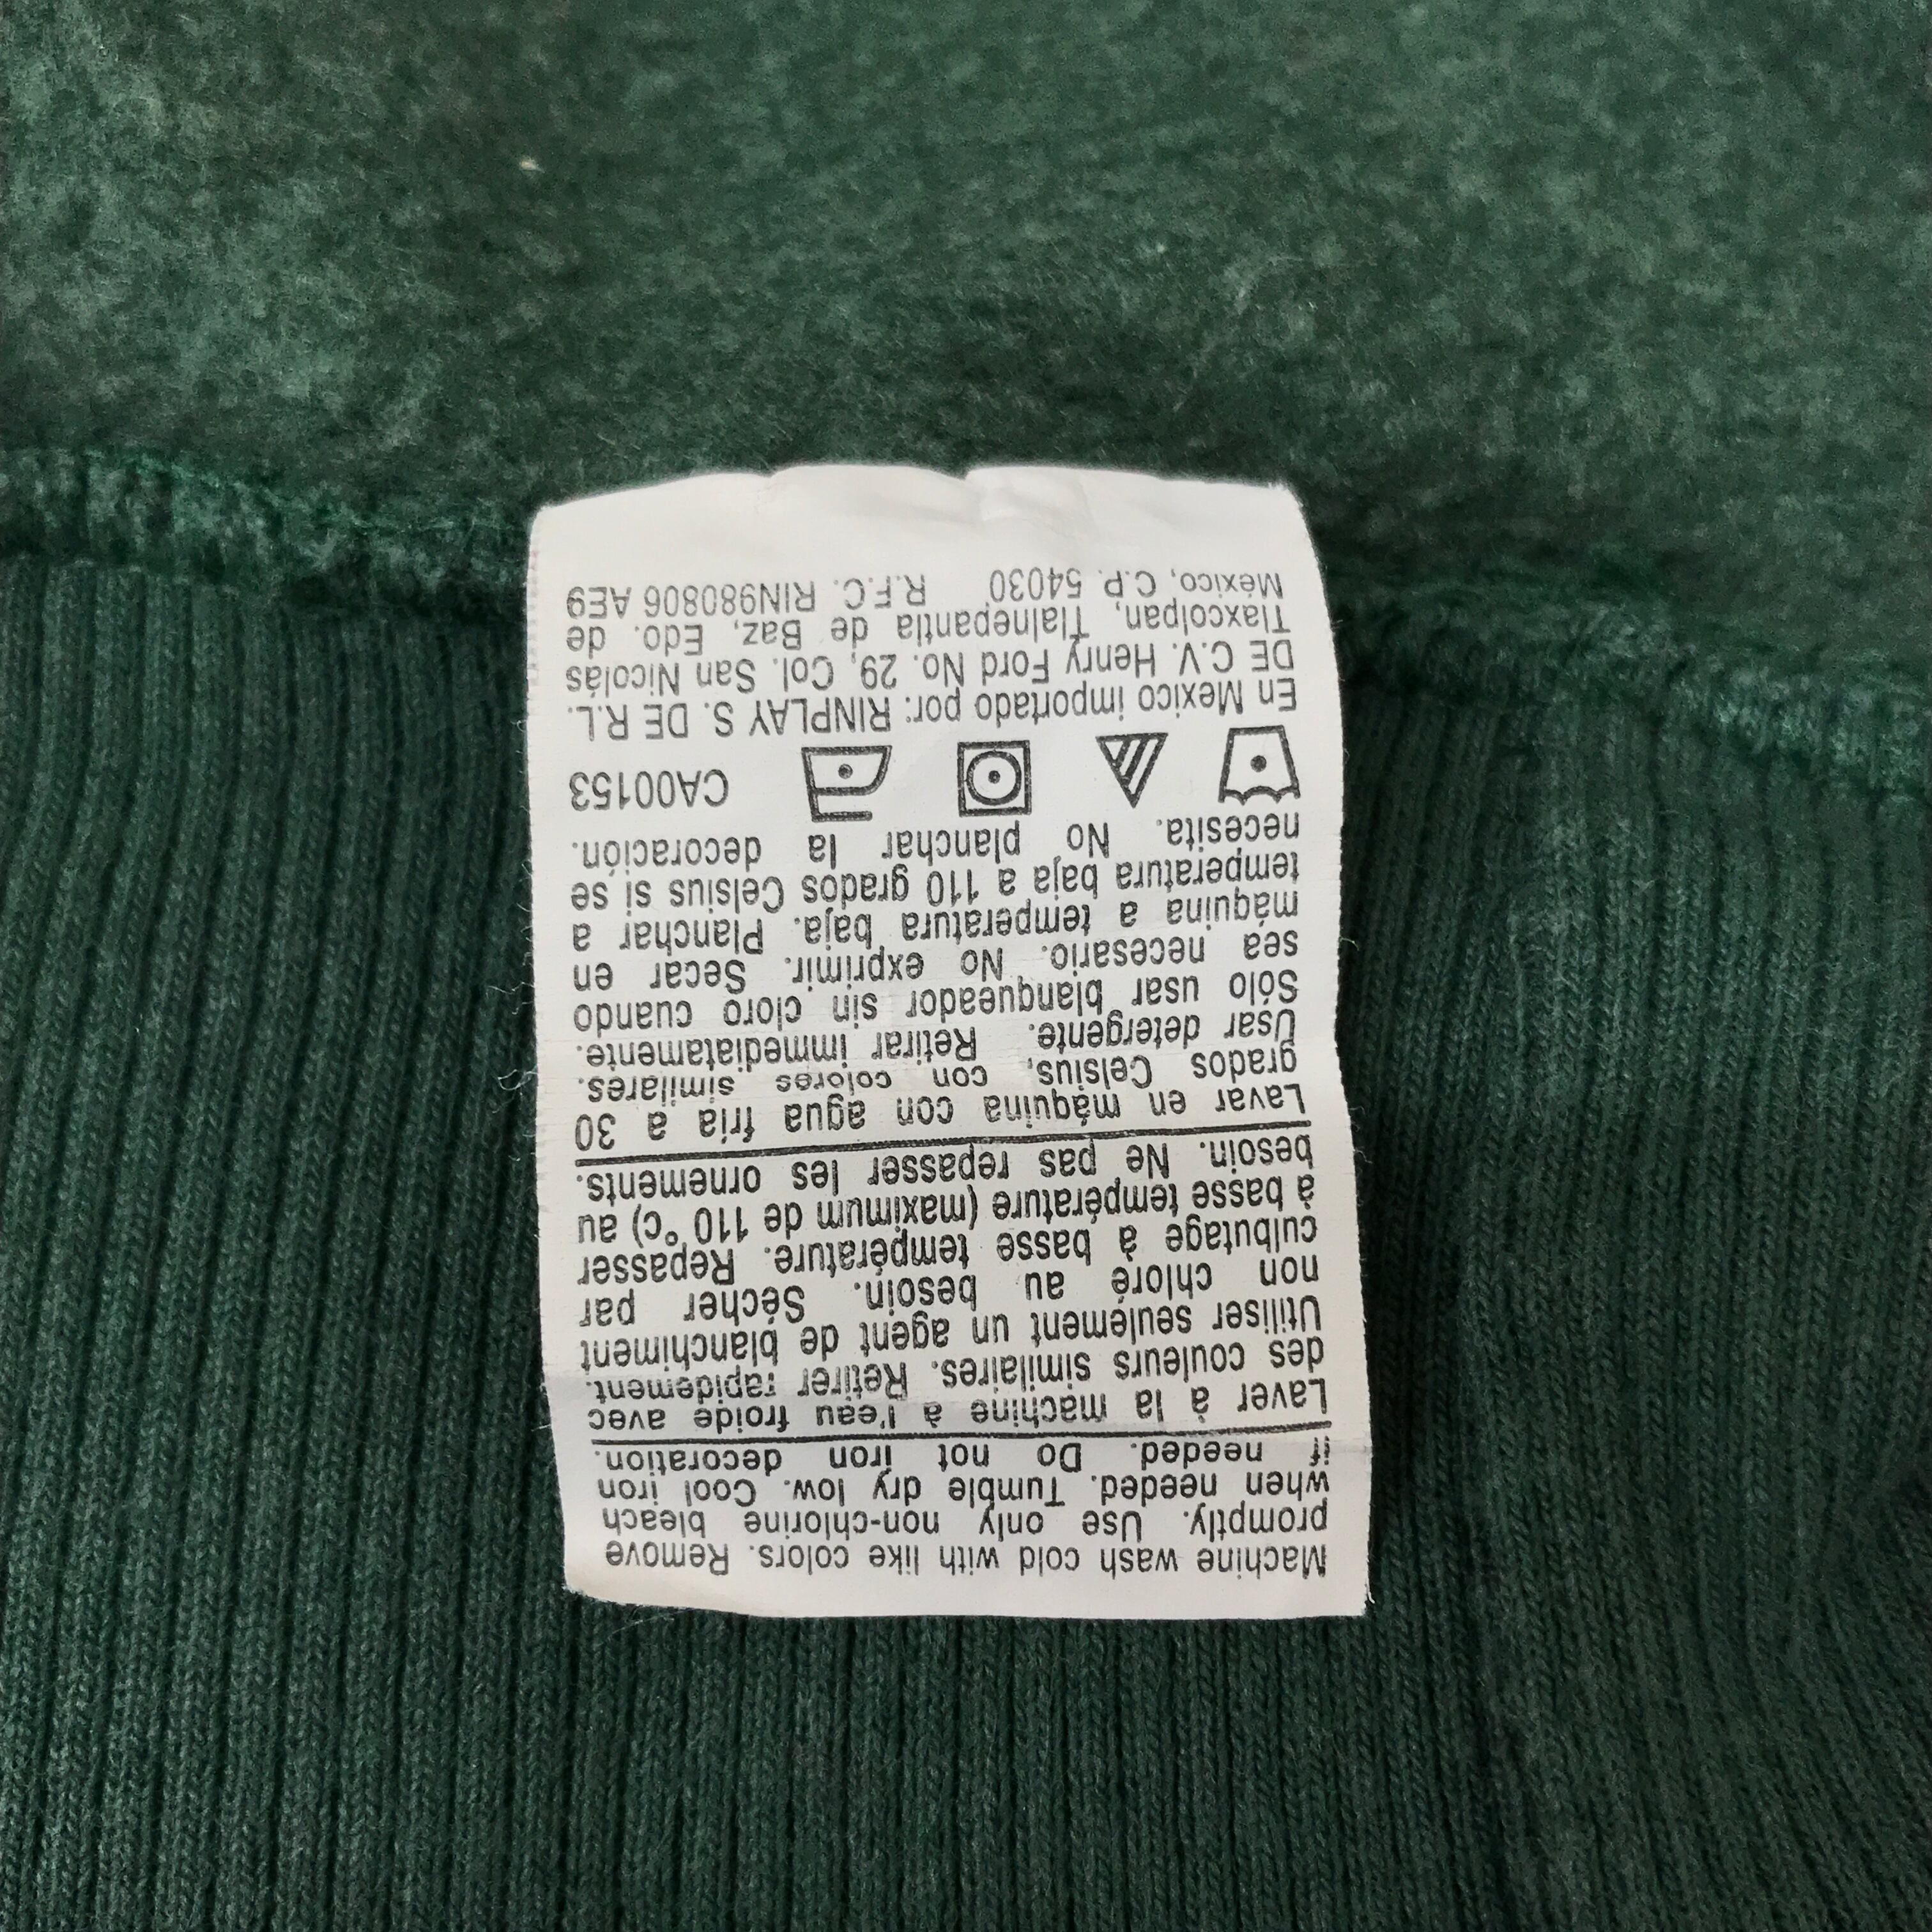 Machine wash cold with like colors. Remove
promptly. Use only non-chlorine bleach
when needed. Tumble dry low. Cool iron
if needed. Do not iron decoration.
Laver à la machine à l'eau froide avec
des couleurs similaires. Retirer rapidement.
Utiliser seulement un agent de blanchiment
non chloré au besoin. Sécher par
culbutage à basse température. Repasser
à basse température (maximum de 110 °c) au
besoin. Ne pas repasser les ornements.
Lavar en máquina con agua fría a 30
grados Celsius, con colores similares.
Usar detergente. Retirar immediatamente.
Sólo usar blanqueador sin cloro cuando
sea necesario. No exprimir. Secar en
máquina a temperatura baja. Planchar a
temperatura baja a 110 grados Celsius si se
necesita. No planchar la decoración.
CA00153
En Mexico importado por: RINPLAY S. DE R.L.
DE C.V. Henry Ford No. 29, Col. San Nicolás
Tlaxcolpan, Tlalnepantla de Baz, Edo. de
México, C.P. 54030 R.F.C. RIN980806 AE9